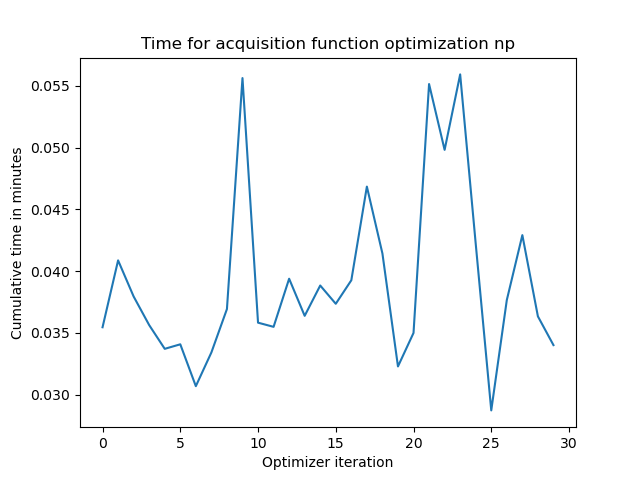 Time for acquisition function optimization np
Cumulative time in minutes
0.055
0.050
0.045
0.040
0.035
0.030
0 5 10 15 20 25 30
Optimizer iteration